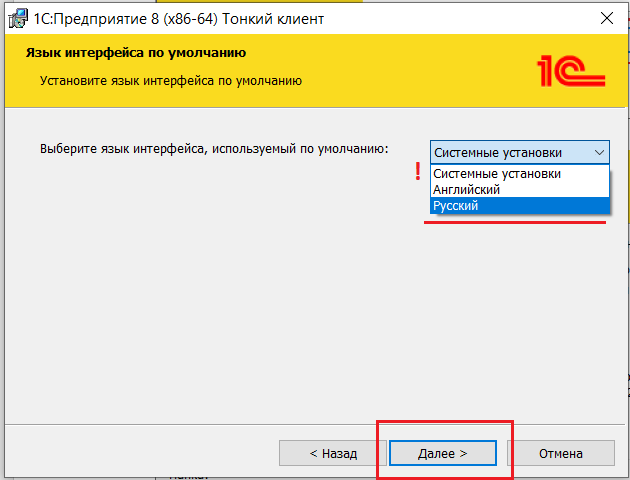 1С:Предприятие 8 (x86-64) Тонкий клиент
Язык интерфейса по умолчанию
Установите язык интерфейса по умолчанию
1С
Выберите язык интерфейса, используемый по умолчанию:
Системные установки
!
Системные установки
Английский
Русский
< Назад
Далее >
Отмена